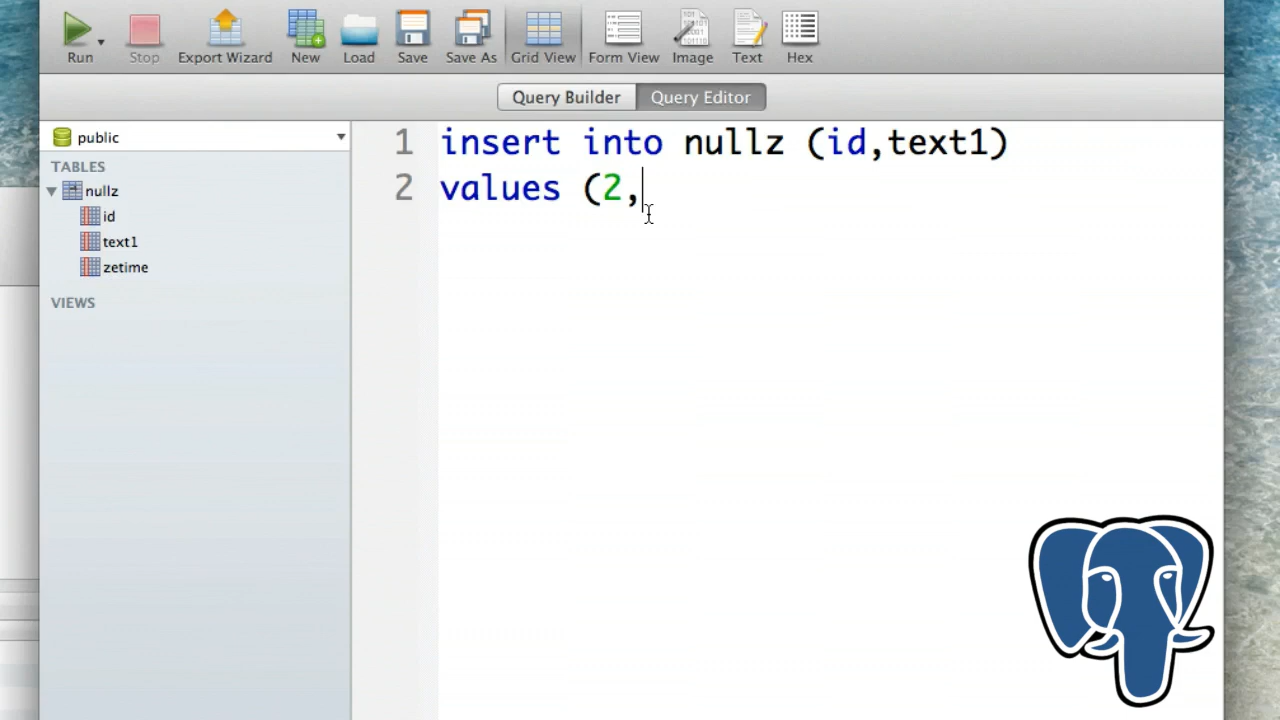 Run Stop Export Wizard New Load Save Save As Grid View Form View Image Text Hex
Query Builder Query Editor
public
TABLES
nullz
id
text1
zetime
VIEWS
1 insert into nullz (id,text1)
2 values (2,